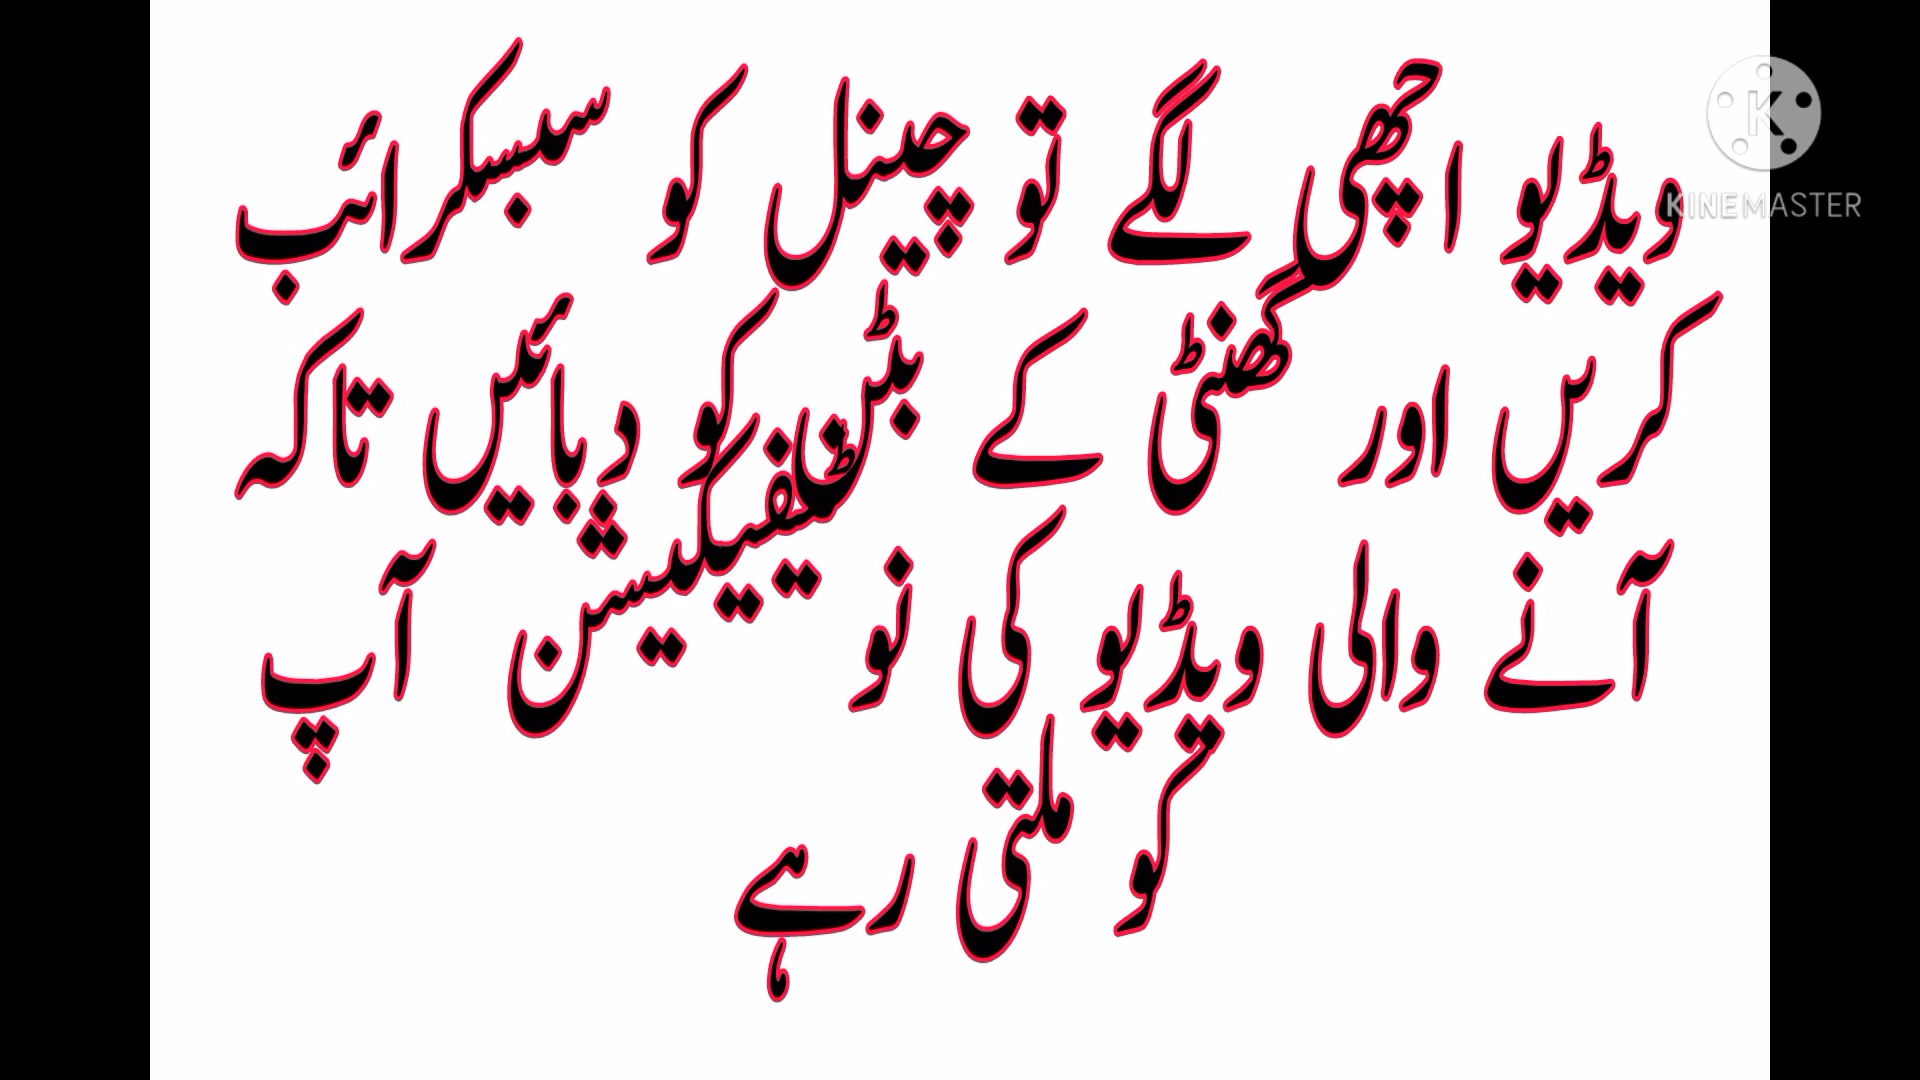 ویڈیو اچھی لگے تو چینل کو سبسکرائب
کریں اور گھنٹی کے بٹن کو دبائیں تاکہ
آنے والی ویڈیو کی نوٹیفیکیشن آپ
کو ملتی رہے
KINEMASTER